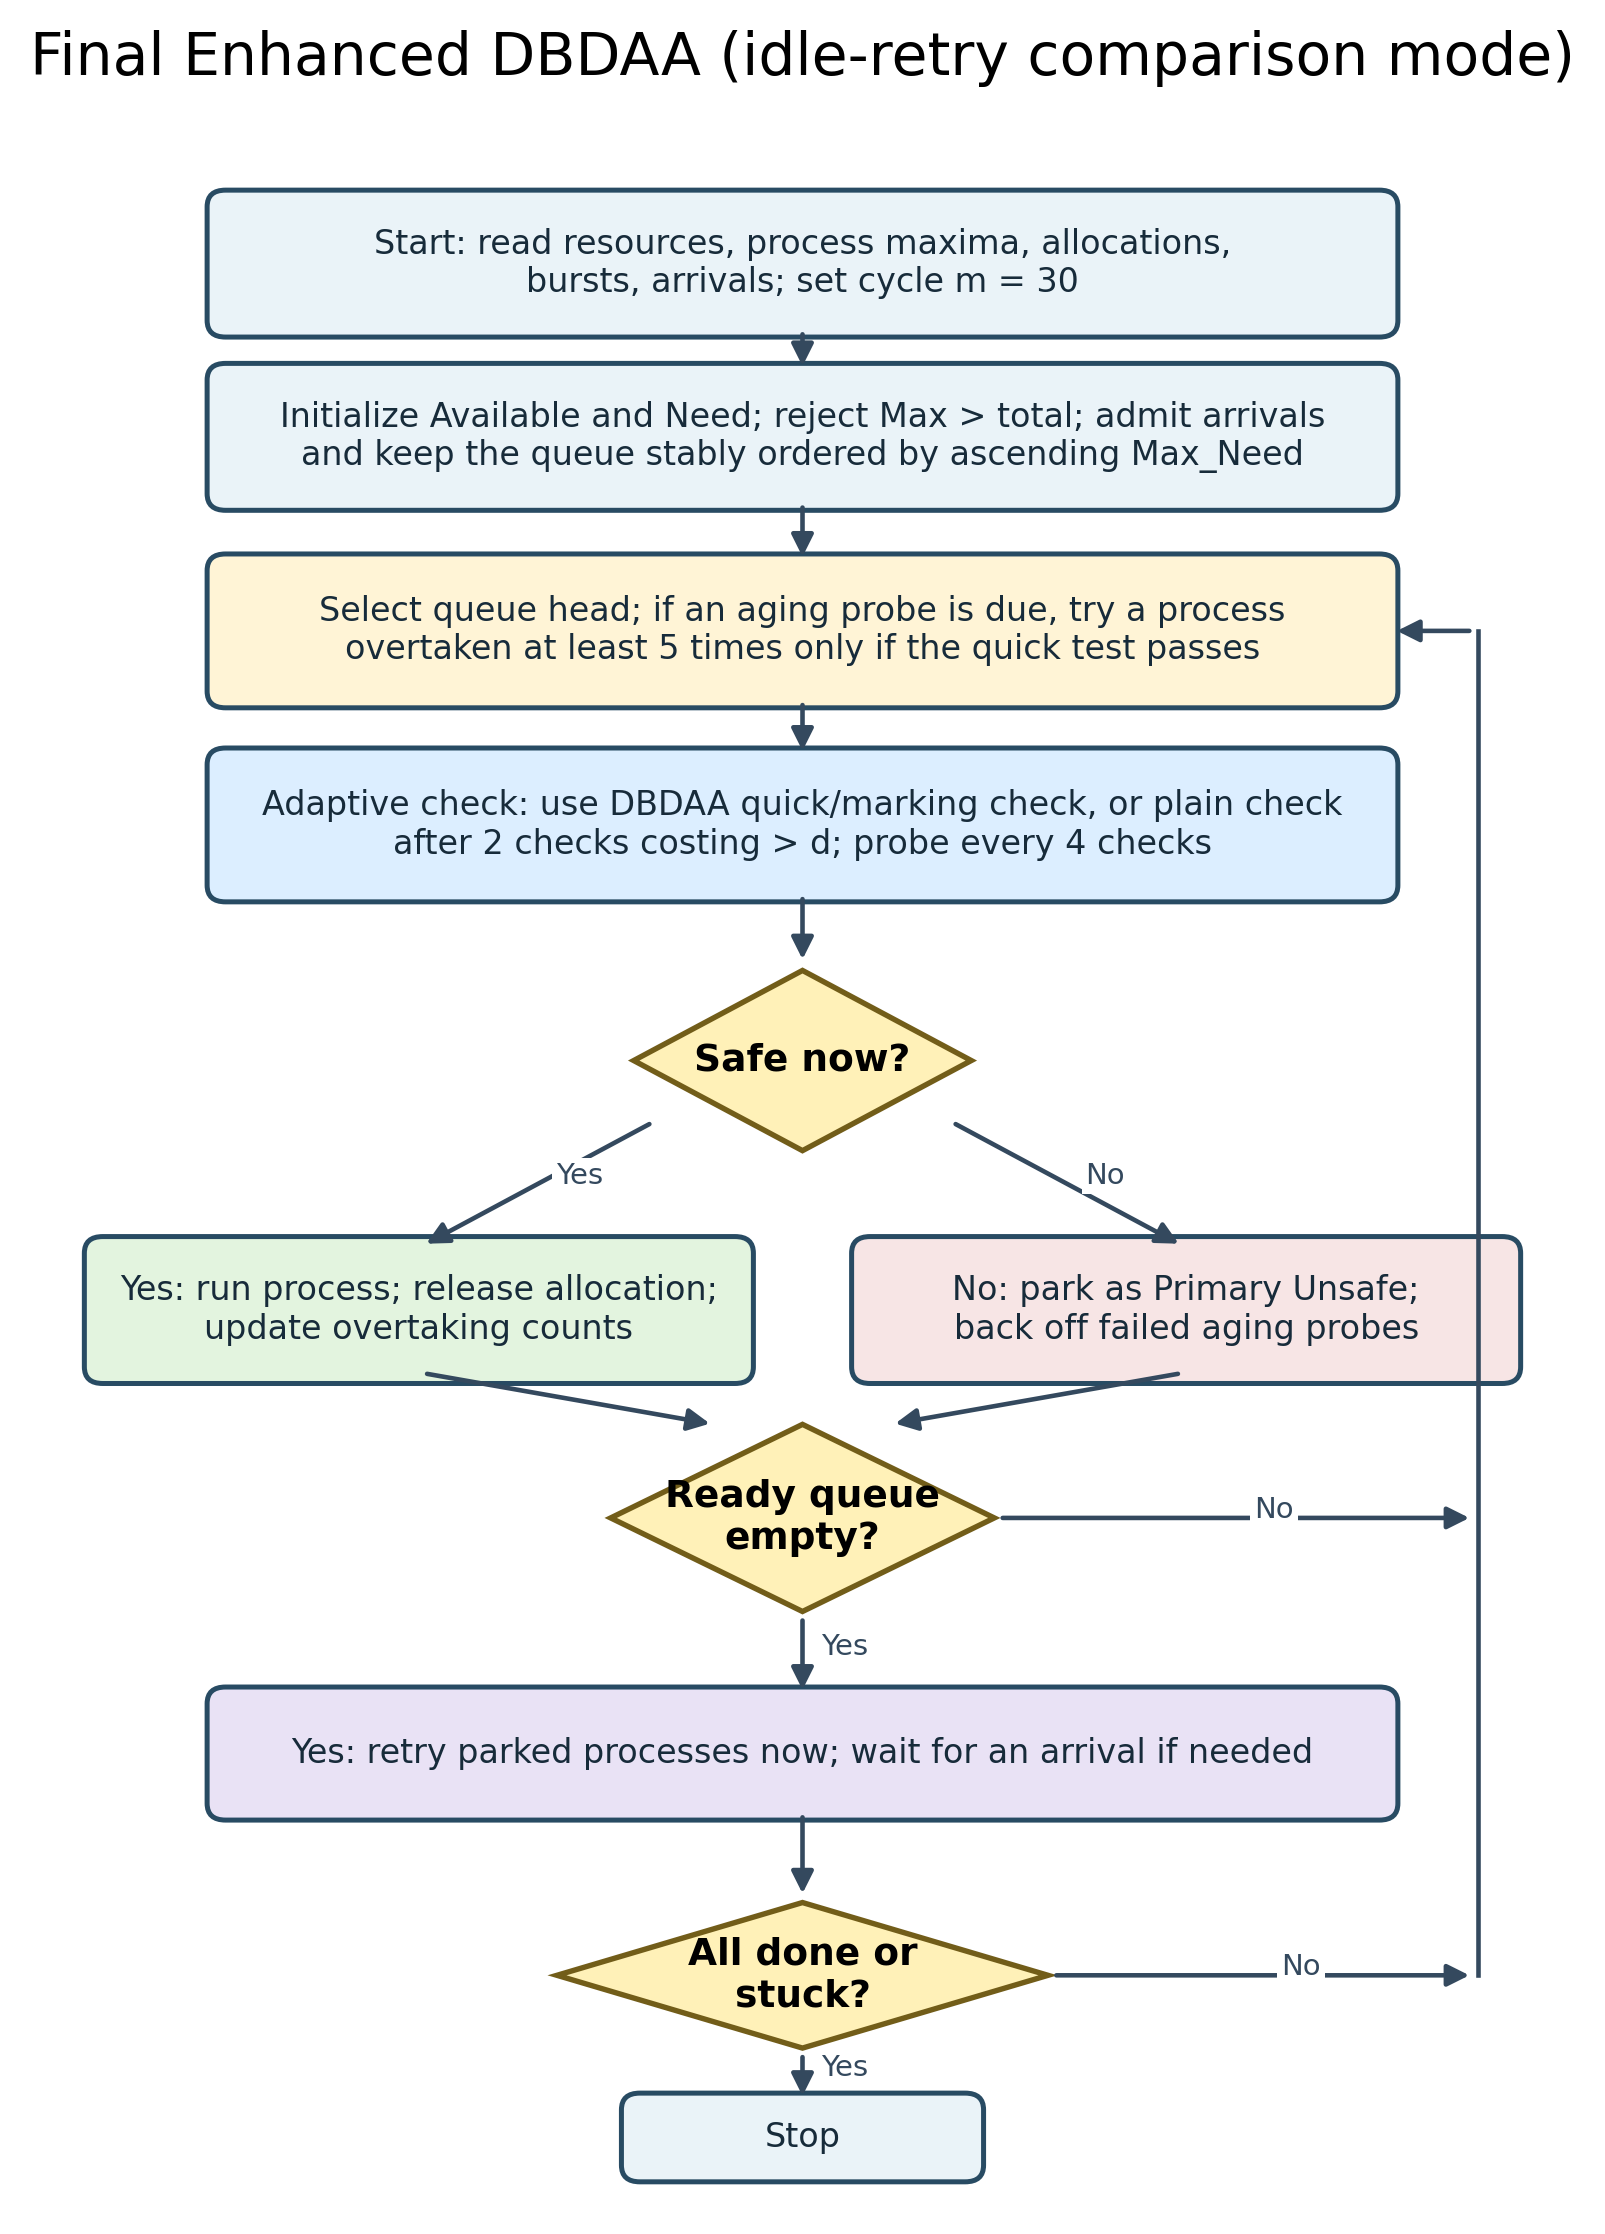 Final Enhanced DBDAA (idle-retry comparison mode)
Start: read resources, process maxima, allocations,
bursts, arrivals; set cycle m = 30
Initialize Available and Need; reject Max > total; admit arrivals
and keep the queue stably ordered by ascending Max_Need
Select queue head; if an aging probe is due, try a process
overtaken at least 5 times only if the quick test passes
Adaptive check: use DBDAA quick/marking check, or plain check
after 2 checks costing > d; probe every 4 checks
Safe now?
Yes
No
Yes: run process; release allocation;
update overtaking counts
No: park as Primary Unsafe;
back off failed aging probes
Ready queue
empty?
No
Yes
Yes: retry parked processes now; wait for an arrival if needed
All done or
stuck?
No
Yes
Stop